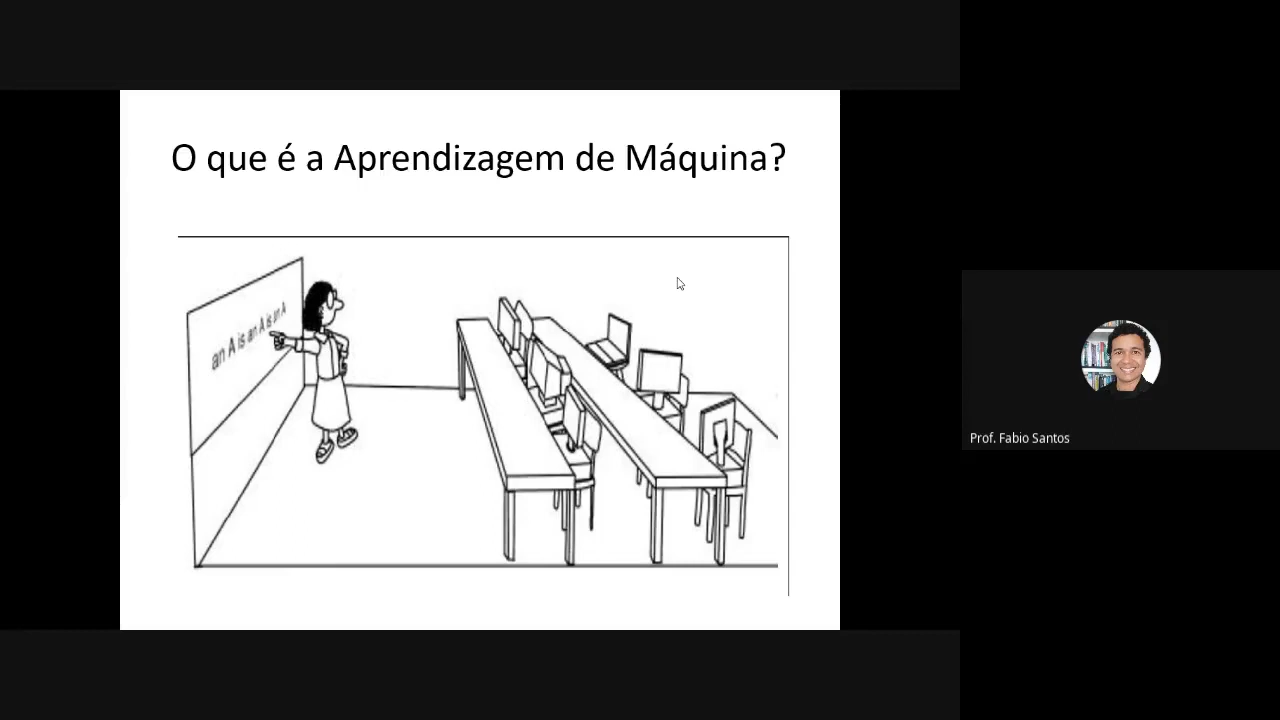 O que é a Aprendizagem de Máquina?
an A is an A is an A
Prof. Fabio Santos